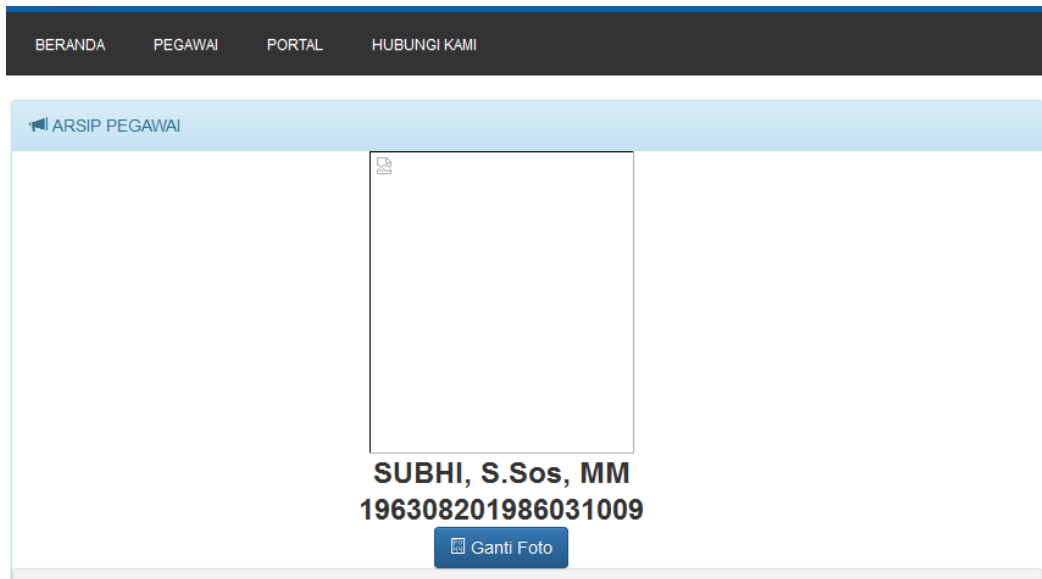 BERANDA PEGAWAI PORTAL HUBUNGI KAMI
ARSIP PEGAWAI
SUBHI, S.Sos, MM
196308201986031009
Ganti Foto